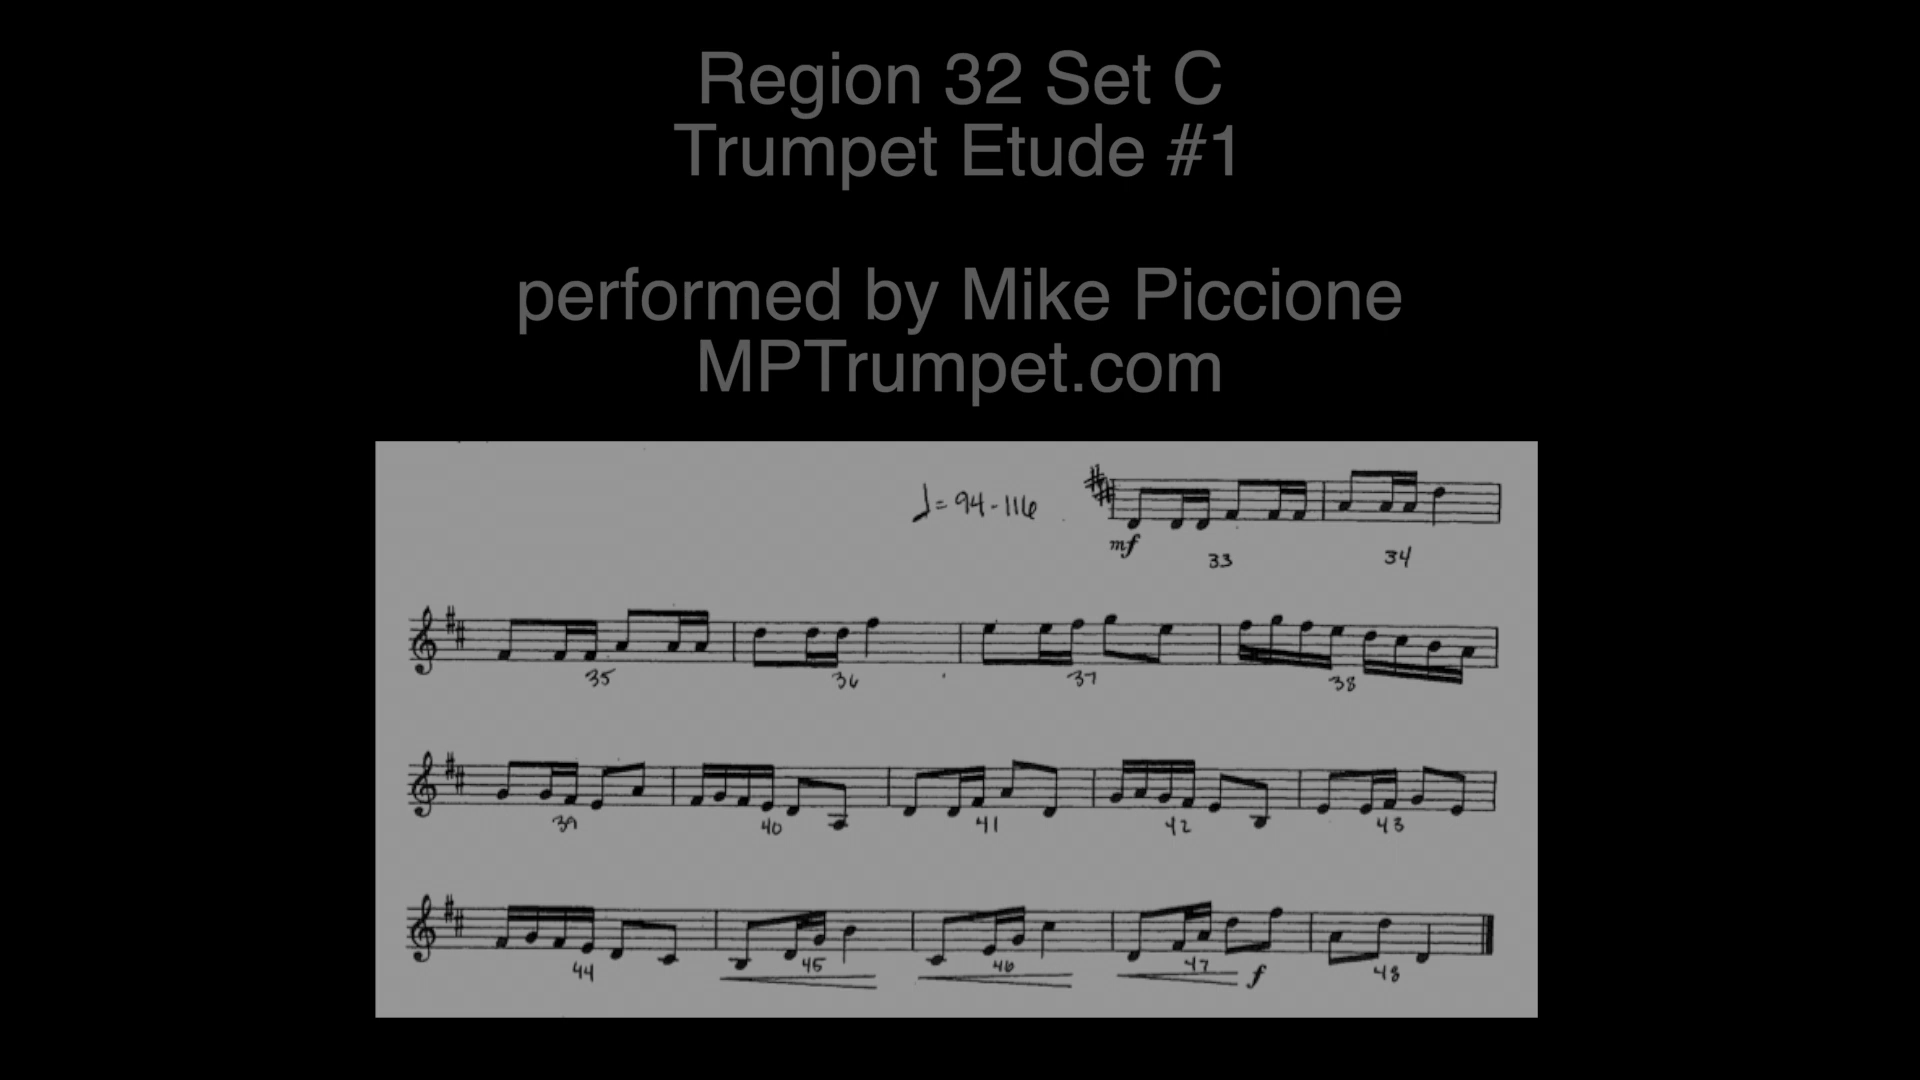 Region 32 Set C
Trumpet Etude #1
performed by Mike Piccione
MPTrumpet.com
♩=94-116
mf
33 34
35 36 37 38
39 40 41 42 43
44 45 46 47 f 48